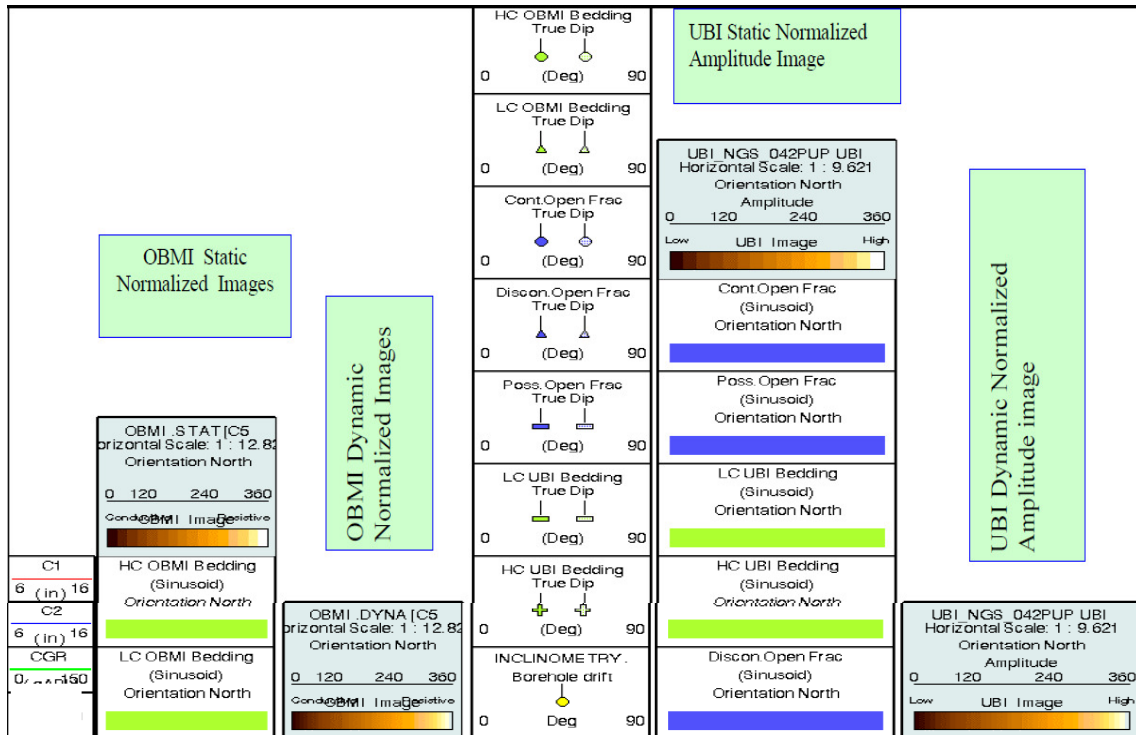 OBMI Static
Normalized Images
OBMI .STAT [C5
orizontal Scale: 1 : 12.82
Orientation North
0 120 240 360
Conductive Resistive
OBMI Image
C1
6 (in) 16
C2
6 (in) 16
CGR
0 150
HC OBMI Bedding
(Sinusoid)
Orientation North
LC OBMI Bedding
(Sinusoid)
Orientation North
OBMI Dynamic
Normalized Images
OBMI .DYNA [C5
orizontal Scale: 1 : 12.82
Orientation North
0 120 240 360
Conductive Resistive
OBMI Image
HC OBMI Bedding
True Dip
0 (Deg) 90
LC OBMI Bedding
True Dip
0 (Deg) 90
Cont.Open Frac
True Dip
0 (Deg) 90
Discon.Open Frac
True Dip
0 (Deg) 90
Poss.Open Frac
True Dip
0 (Deg) 90
LC UBI Bedding
True Dip
0 (Deg) 90
HC UBI Bedding
True Dip
0 (Deg) 90
INCLINOMETRY.
Borehole drift
0 Deg 90
UBI Static Normalized
Amplitude Image
UBI_NGS_042PUP UBI
Horizontal Scale: 1 : 9.621
Orientation North
Amplitude
0 120 240 360
Low UBI Image High
Cont.Open Frac
(Sinusoid)
Orientation North
Poss.Open Frac
(Sinusoid)
Orientation North
LC UBI Bedding
(Sinusoid)
Orientation North
HC UBI Bedding
(Sinusoid)
Orientation North
Discon.Open Frac
(Sinusoid)
Orientation North
UBI Dynamic Normalized
Amplitude image
UBI_NGS_042PUP UBI
Horizontal Scale: 1 : 9.621
Orientation North
Amplitude
0 120 240 360
Low UBI Image High